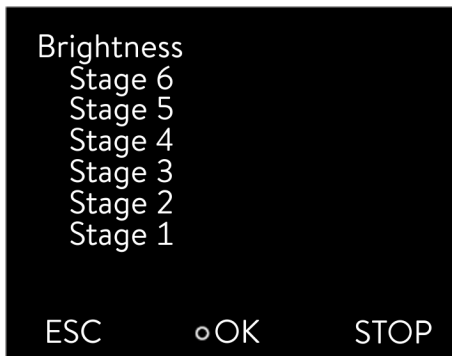 Brightness
Stage 6
Stage 5
Stage 4
Stage 3
Stage 2
Stage 1
ESC OK STOP